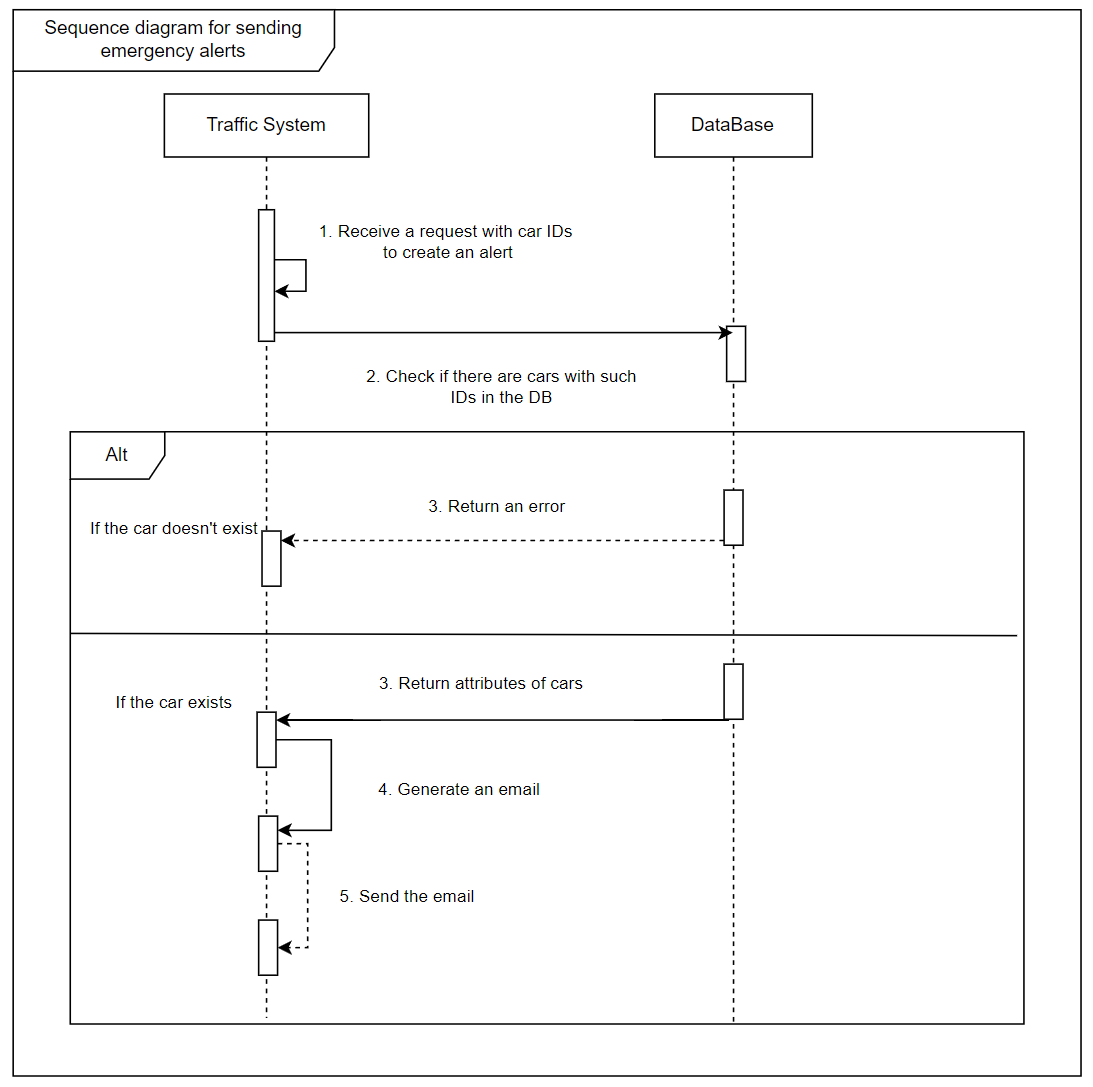 Sequence diagram for sending
emergency alerts
Traffic System
DataBase
1. Receive a request with car IDs
to create an alert
2. Check if there are cars with such
IDs in the DB
Alt
3. Return an error
If the car doesn't exist
3. Return attributes of cars
If the car exists
4. Generate an email
5. Send the email